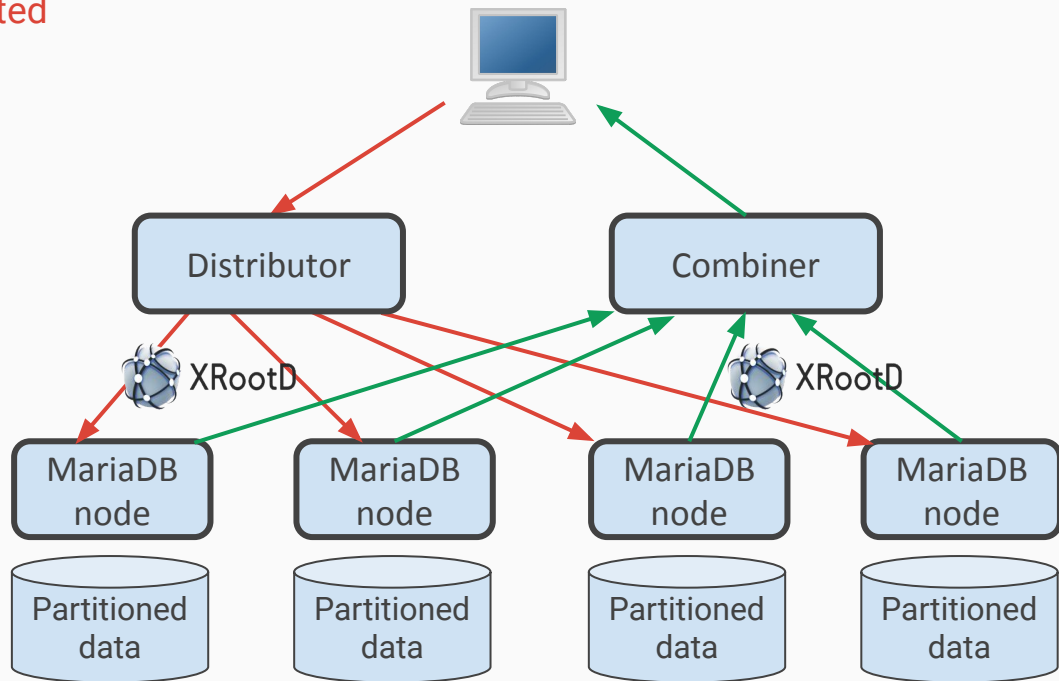 Distributor
Combiner
XRootD
XRootD
MariaDB
node
MariaDB
node
MariaDB
node
MariaDB
node
Partitioned
data
Partitioned
data
Partitioned
data
Partitioned
data